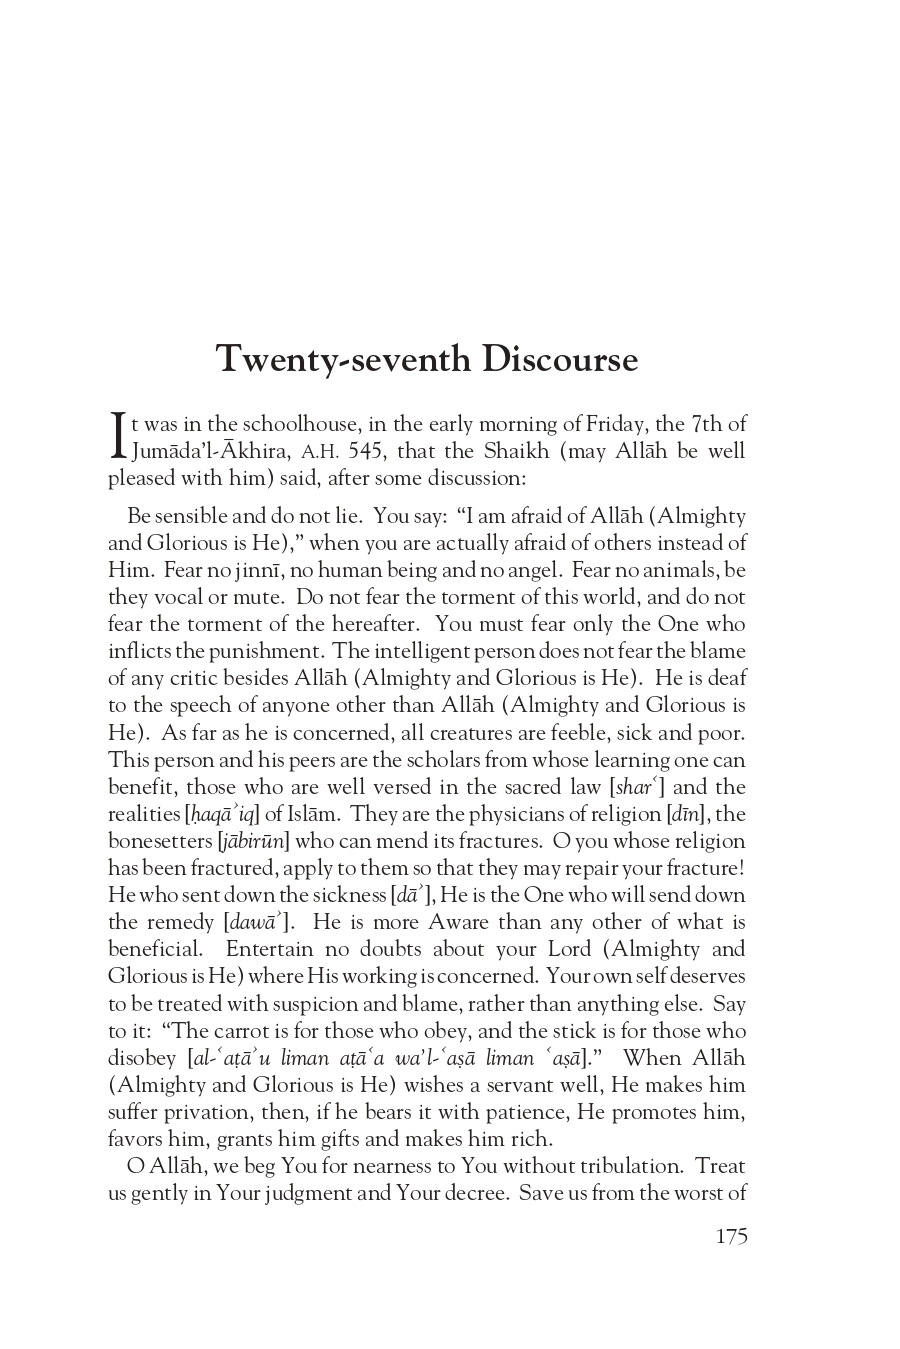 Twenty-seventh Discourse
It was in the schoolhouse, in the early morning of Friday, the 7th of
Jumāda’l-Ākhira, A.H. 545, that the Shaikh (may Allāh be well
pleased with him) said, after some discussion:
Be sensible and do not lie. You say: “I am afraid of Allāh (Almighty
and Glorious is He),” when you are actually afraid of others instead of
Him. Fear no jinnī, no human being and no angel. Fear no animals, be
they vocal or mute. Do not fear the torment of this world, and do not
fear the torment of the hereafter. You must fear only the One who
inflicts the punishment. The intelligent person does not fear the blame
of any critic besides Allāh (Almighty and Glorious is He). He is deaf
to the speech of anyone other than Allāh (Almighty and Glorious is
He). As far as he is concerned, all creatures are feeble, sick and poor.
This person and his peers are the scholars from whose learning one can
benefit, those who are well versed in the sacred law [sharʿ] and the
realities [ḥaqāʾiq] of Islām. They are the physicians of religion [dīn], the
bonesetters [jābirūn] who can mend its fractures. O you whose religion
has been fractured, apply to them so that they may repair your fracture!
He who sent down the sickness [dāʾ], He is the One who will send down
the remedy [dawāʾ]. He is more Aware than any other of what is
beneficial. Entertain no doubts about your Lord (Almighty and
Glorious is He) where His working is concerned. Your own self deserves
to be treated with suspicion and blame, rather than anything else. Say
to it: “The carrot is for those who obey, and the stick is for those who
disobey [al-ʿaṭāʾu liman aṭāʿa wa’l-ʿaṣā liman ʿaṣā].” When Allāh
(Almighty and Glorious is He) wishes a servant well, He makes him
suffer privation, then, if he bears it with patience, He promotes him,
favors him, grants him gifts and makes him rich.
O Allāh, we beg You for nearness to You without tribulation. Treat
us gently in Your judgment and Your decree. Save us from the worst of
175